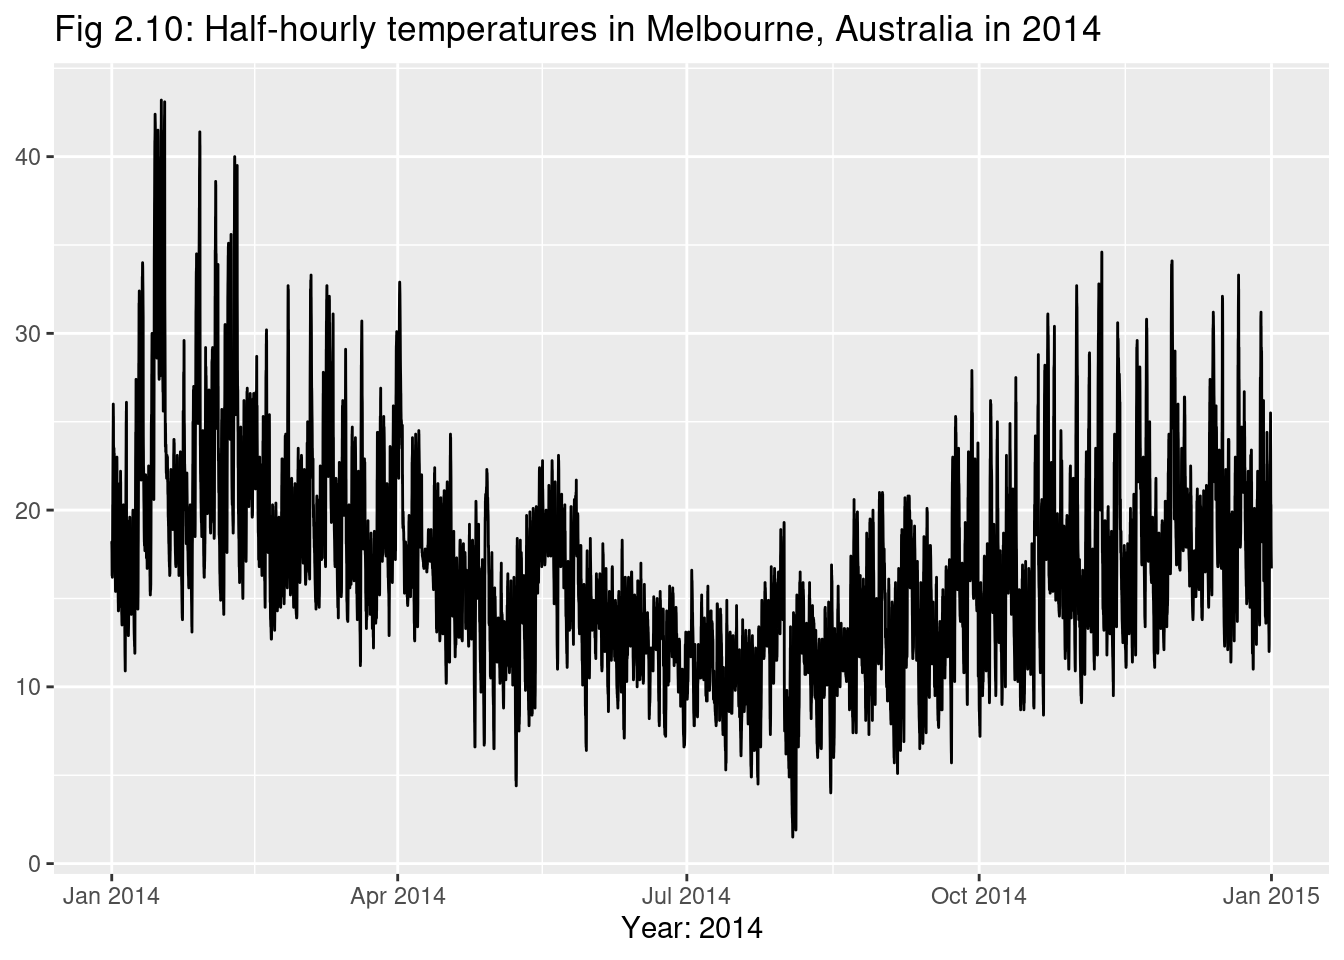 Fig 2.10: Half-hourly temperatures in Melbourne, Australia in 2014
40
30
20
10
0
Jan 2014 Apr 2014 Jul 2014 Oct 2014 Jan 2015
Year: 2014